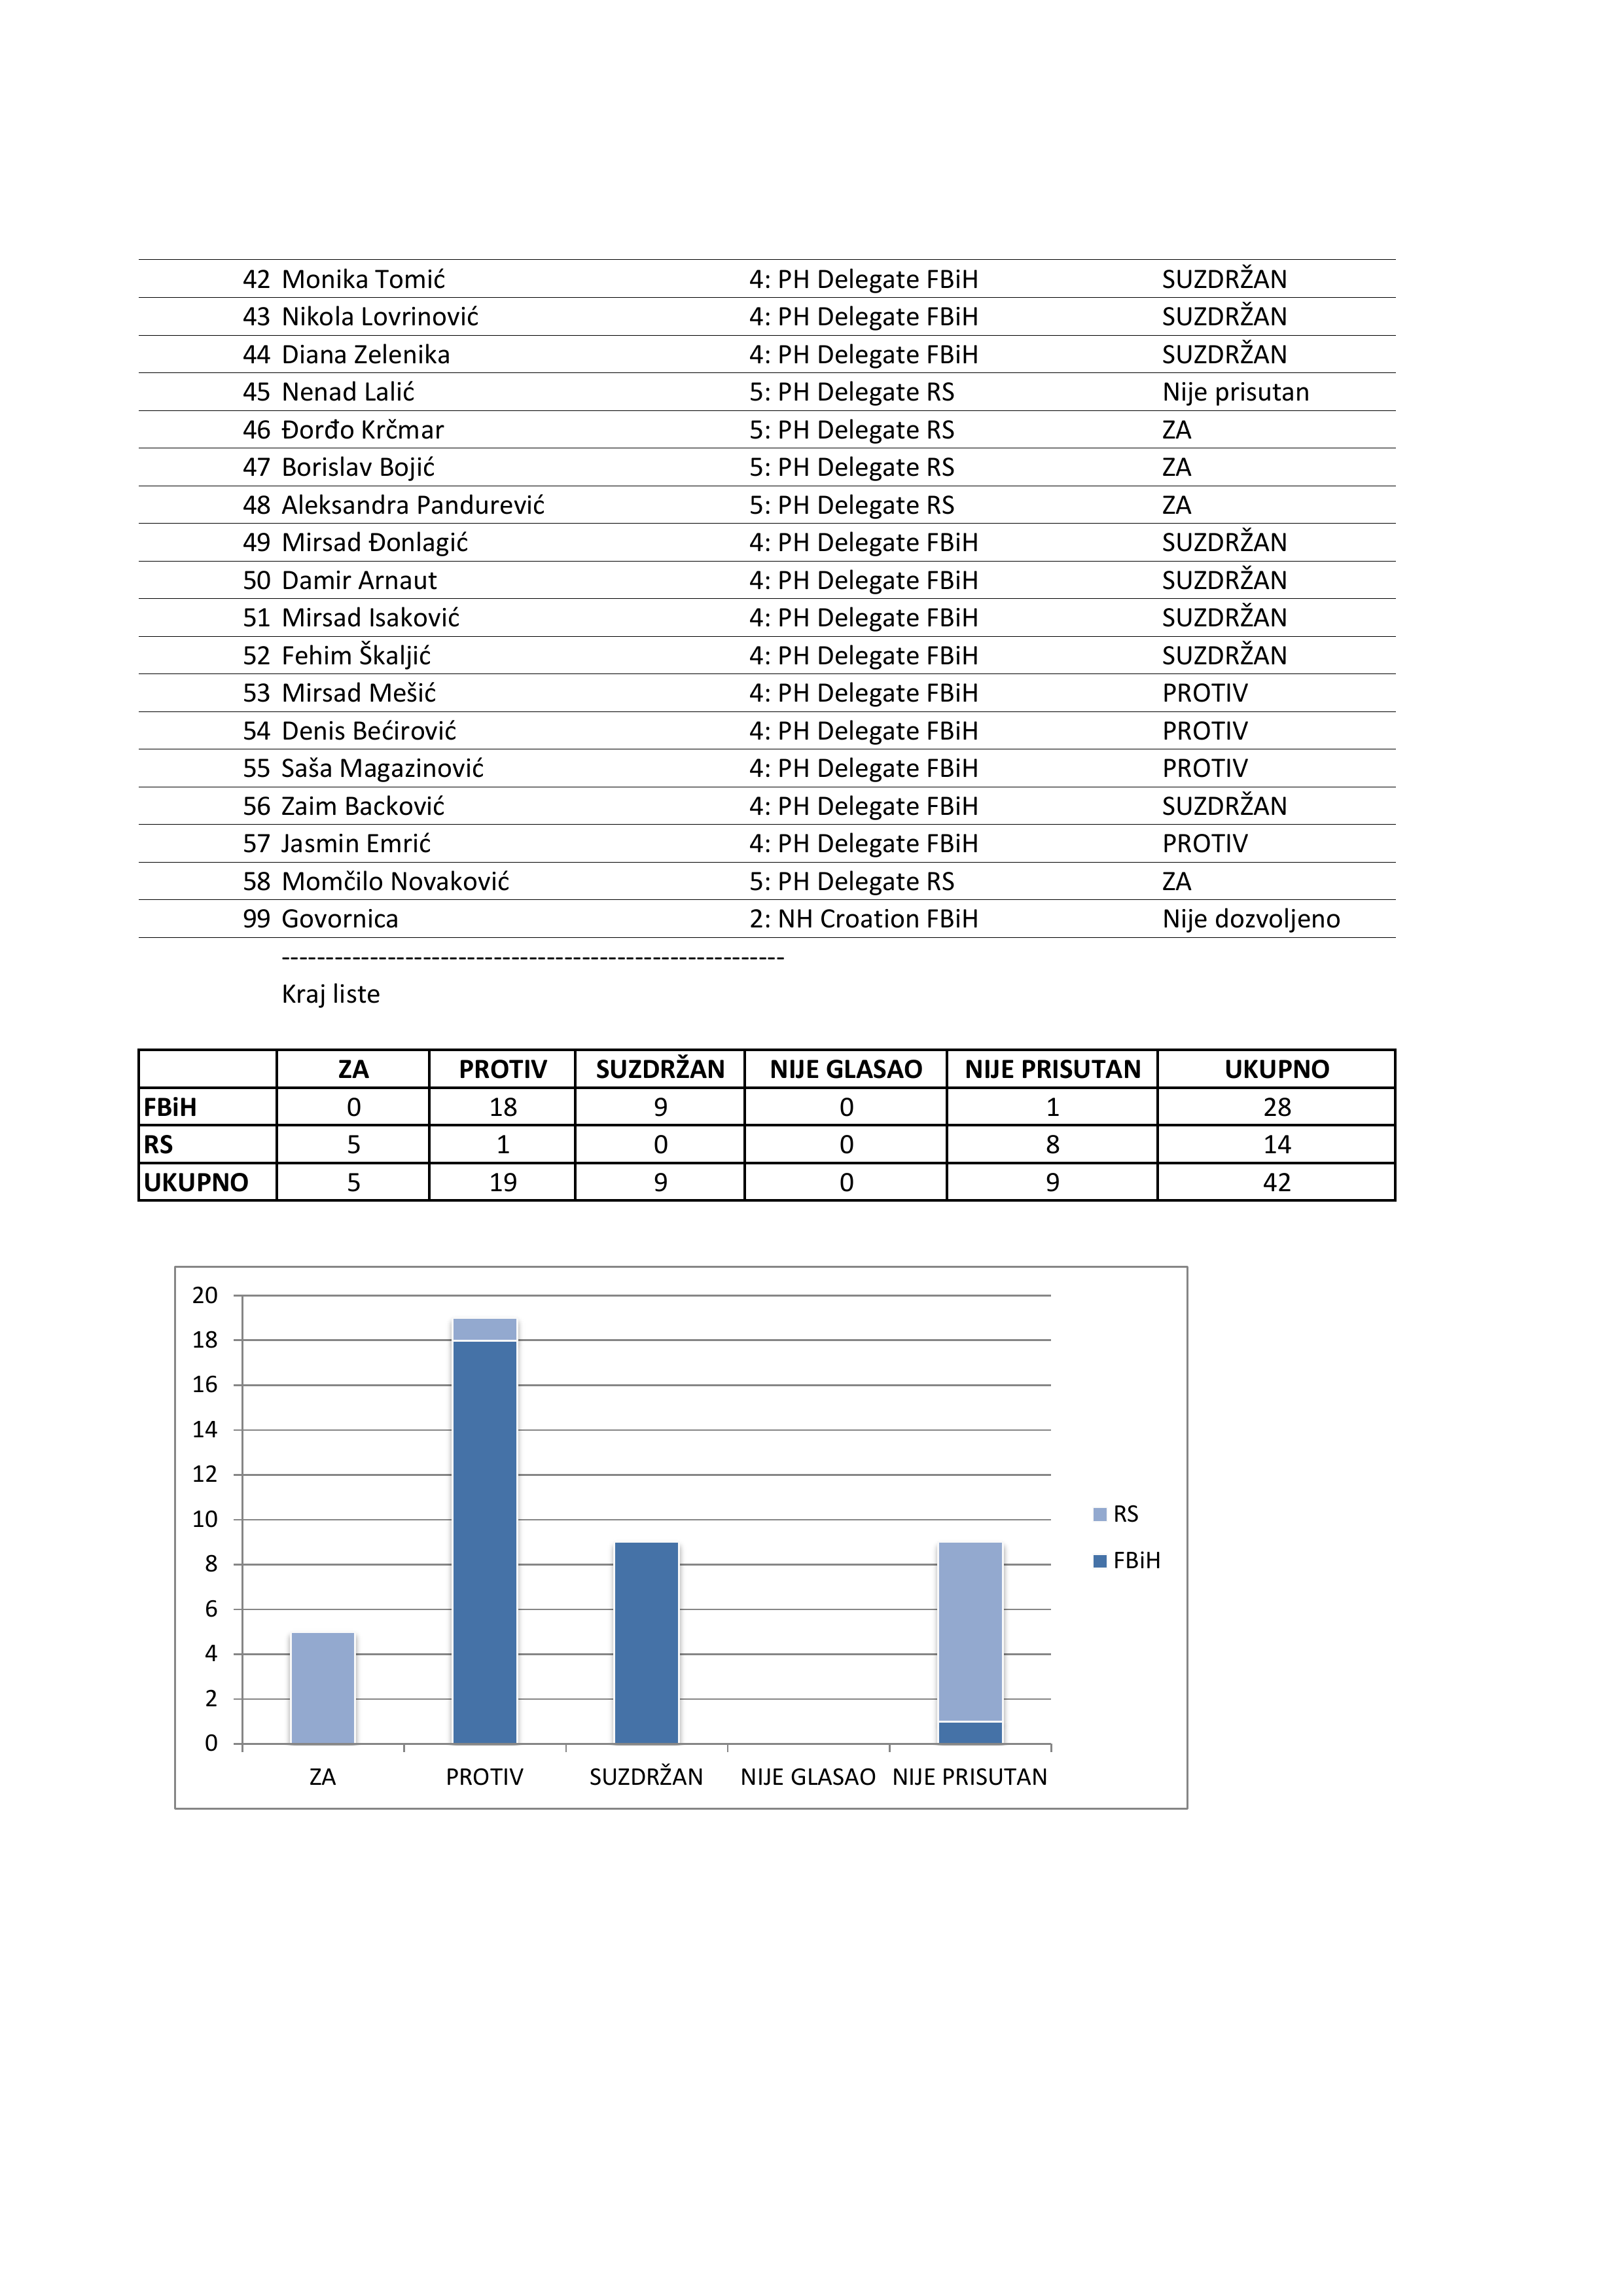 42 Monika Tomić 4: PH Delegate FBiH SUZDRŽAN
43 Nikola Lovrinović 4: PH Delegate FBiH SUZDRŽAN
44 Diana Zelenika 4: PH Delegate FBiH SUZDRŽAN
45 Nenad Lalić 5: PH Delegate RS Nije prisutan
46 Đorđo Krčmar 5: PH Delegate RS ZA
47 Borislav Bojić 5: PH Delegate RS ZA
48 Aleksandra Pandurević 5: PH Delegate RS ZA
49 Mirsad Đonlagić 4: PH Delegate FBiH SUZDRŽAN
50 Damir Arnaut 4: PH Delegate FBiH SUZDRŽAN
51 Mirsad Isaković 4: PH Delegate FBiH SUZDRŽAN
52 Fehim Škaljić 4: PH Delegate FBiH SUZDRŽAN
53 Mirsad Mešić 4: PH Delegate FBiH PROTIV
54 Denis Bećirović 4: PH Delegate FBiH PROTIV
55 Saša Magazinović 4: PH Delegate FBiH PROTIV
56 Zaim Backović 4: PH Delegate FBiH SUZDRŽAN
57 Jasmin Emrić 4: PH Delegate FBiH PROTIV
58 Momčilo Novaković 5: PH Delegate RS ZA
99 Govornica 2: NH Croation FBiH Nije dozvoljeno
---------------------------------------------------------
Kraj liste
ZA PROTIV SUZDRŽAN NIJE GLASAO NIJE PRISUTAN UKUPNO
FBiH 0 18 9 0 1 28
RS 5 1 0 0 8 14
UKUPNO 5 19 9 0 9 42
20
18
16
14
12
10
8
6
4
2
0
ZA PROTIV SUZDRŽAN NIJE GLASAO NIJE PRISUTAN
RS
FBiH